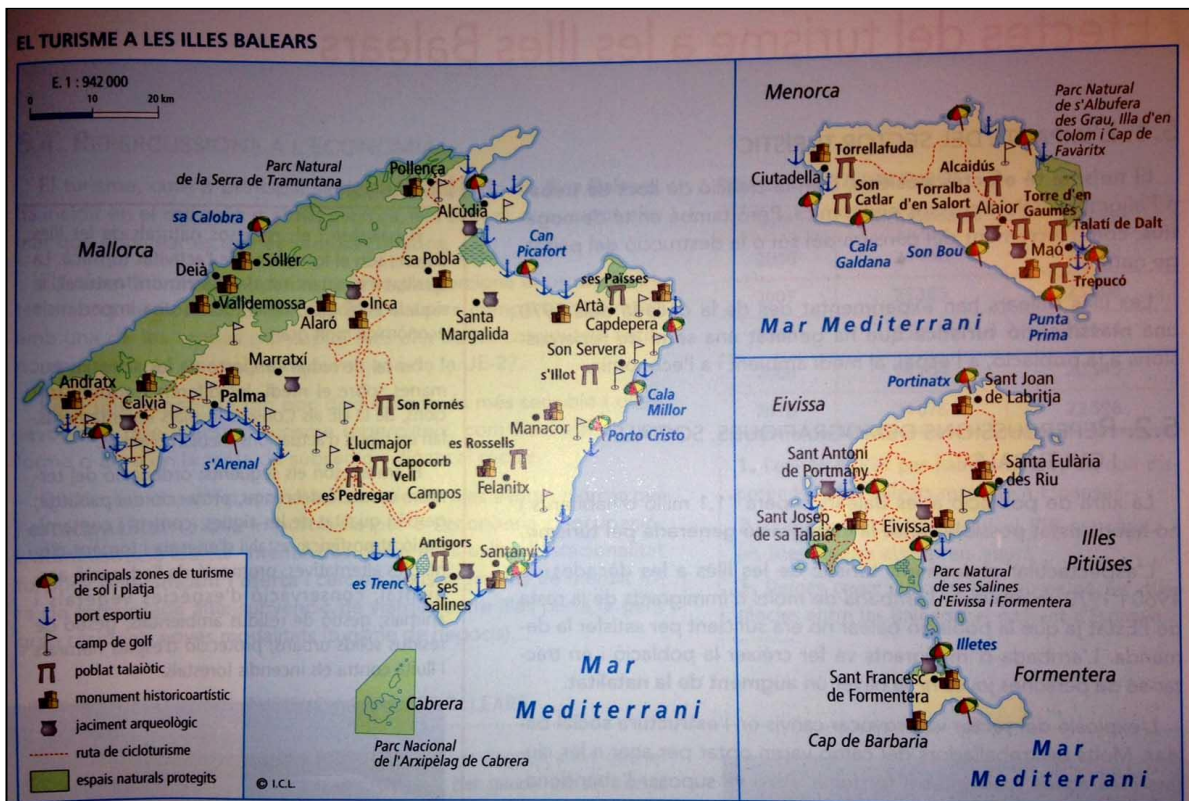 EL TURISME A LES ILLES BALEARS
E. 1 : 942 000
0 10 20 km
Parc Natural
de la Serra de Tramuntana
Mallorca
Pollença
Alcúdia
sa Calobra
Can
Picafort
Sóller
Deià
sa Pobla
Valldemossa
Inca
Alaró
Santa
Margalida
ses Païsses
Artà
Capdepera
Marratxí
Son Servera
s'Illot
Andratx
Calvià
Palma
Son Fornés
Cala
Millor
Manacor
Porto Cristo
s'Arenal
Llucmajor
es Rossells
Capocorb
Vell
Felanitx
es Pedregar
Campos
Antigors
Santanyí
es Trenc
ses
Salines
Cabrera
Parc Nacional
de l'Arxipèlag de Cabrera
Mar
Mediterrani
principals zones de turisme
de sol i platja
port esportiu
camp de golf
poblat talaiòtic
monument historicoartístic
jaciment arqueològic
ruta de cicloturisme
espais naturals protegits
© I.C.L.
Menorca
Parc Natural
de s'Albufera
des Grau, Illa d'en
Colom i Cap de
Favàritx
Torrellafuda
Alcaidús
Ciutadella
Son
Catlar
Torralba
d'en Salort
Alaior
Torre d'en
Gaumés
Talatí de Dalt
Cala
Galdana
Son Bou
Maó
Trepucó
Punta
Prima
Mar Mediterrani
Eivissa
Portinatx
Sant Joan
de Labritja
Sant Antoni
de Portmany
Santa Eulària
des Riu
Sant Josep
de sa Talaia
Eivissa
Illes
Pitiüses
Parc Natural
de ses Salines
d'Eivissa i Formentera
Illetes
Sant Francesc
de Formentera
Formentera
Cap de Barbaria
Mar
Mediterrani